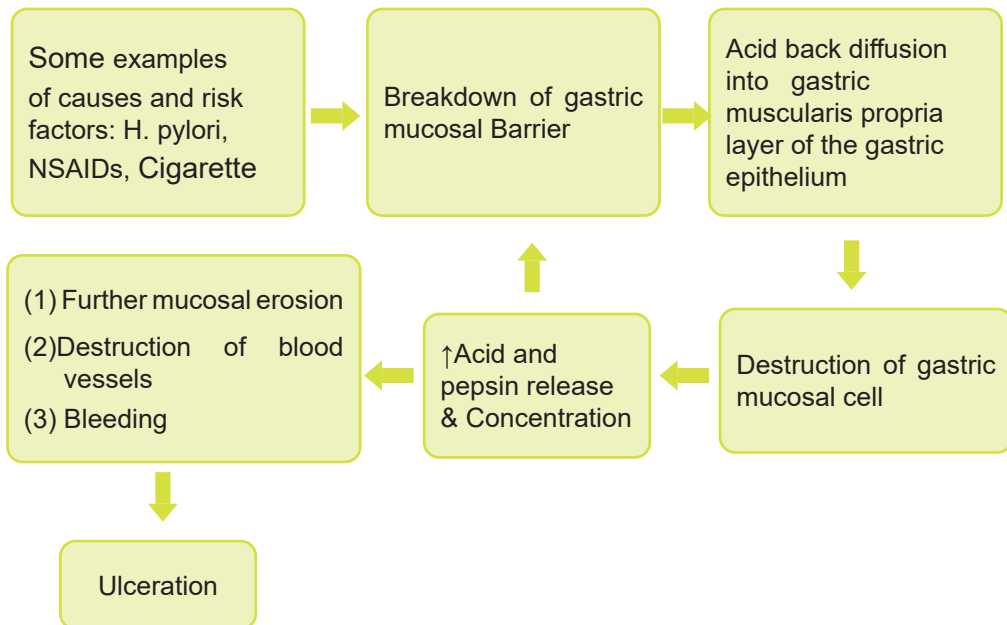 Some examples
of causes and risk
factors: H. pylori,
NSAIDs, Cigarette
Breakdown of gastric
mucosal Barrier
Acid back diffusion
into gastric
muscularis propria
layer of the gastric
epithelium
Destruction of gastric
mucosal cell
↑Acid and
pepsin release
& Concentration
(1) Further mucosal erosion
(2)Destruction of blood
vessels
(3) Bleeding
Ulceration